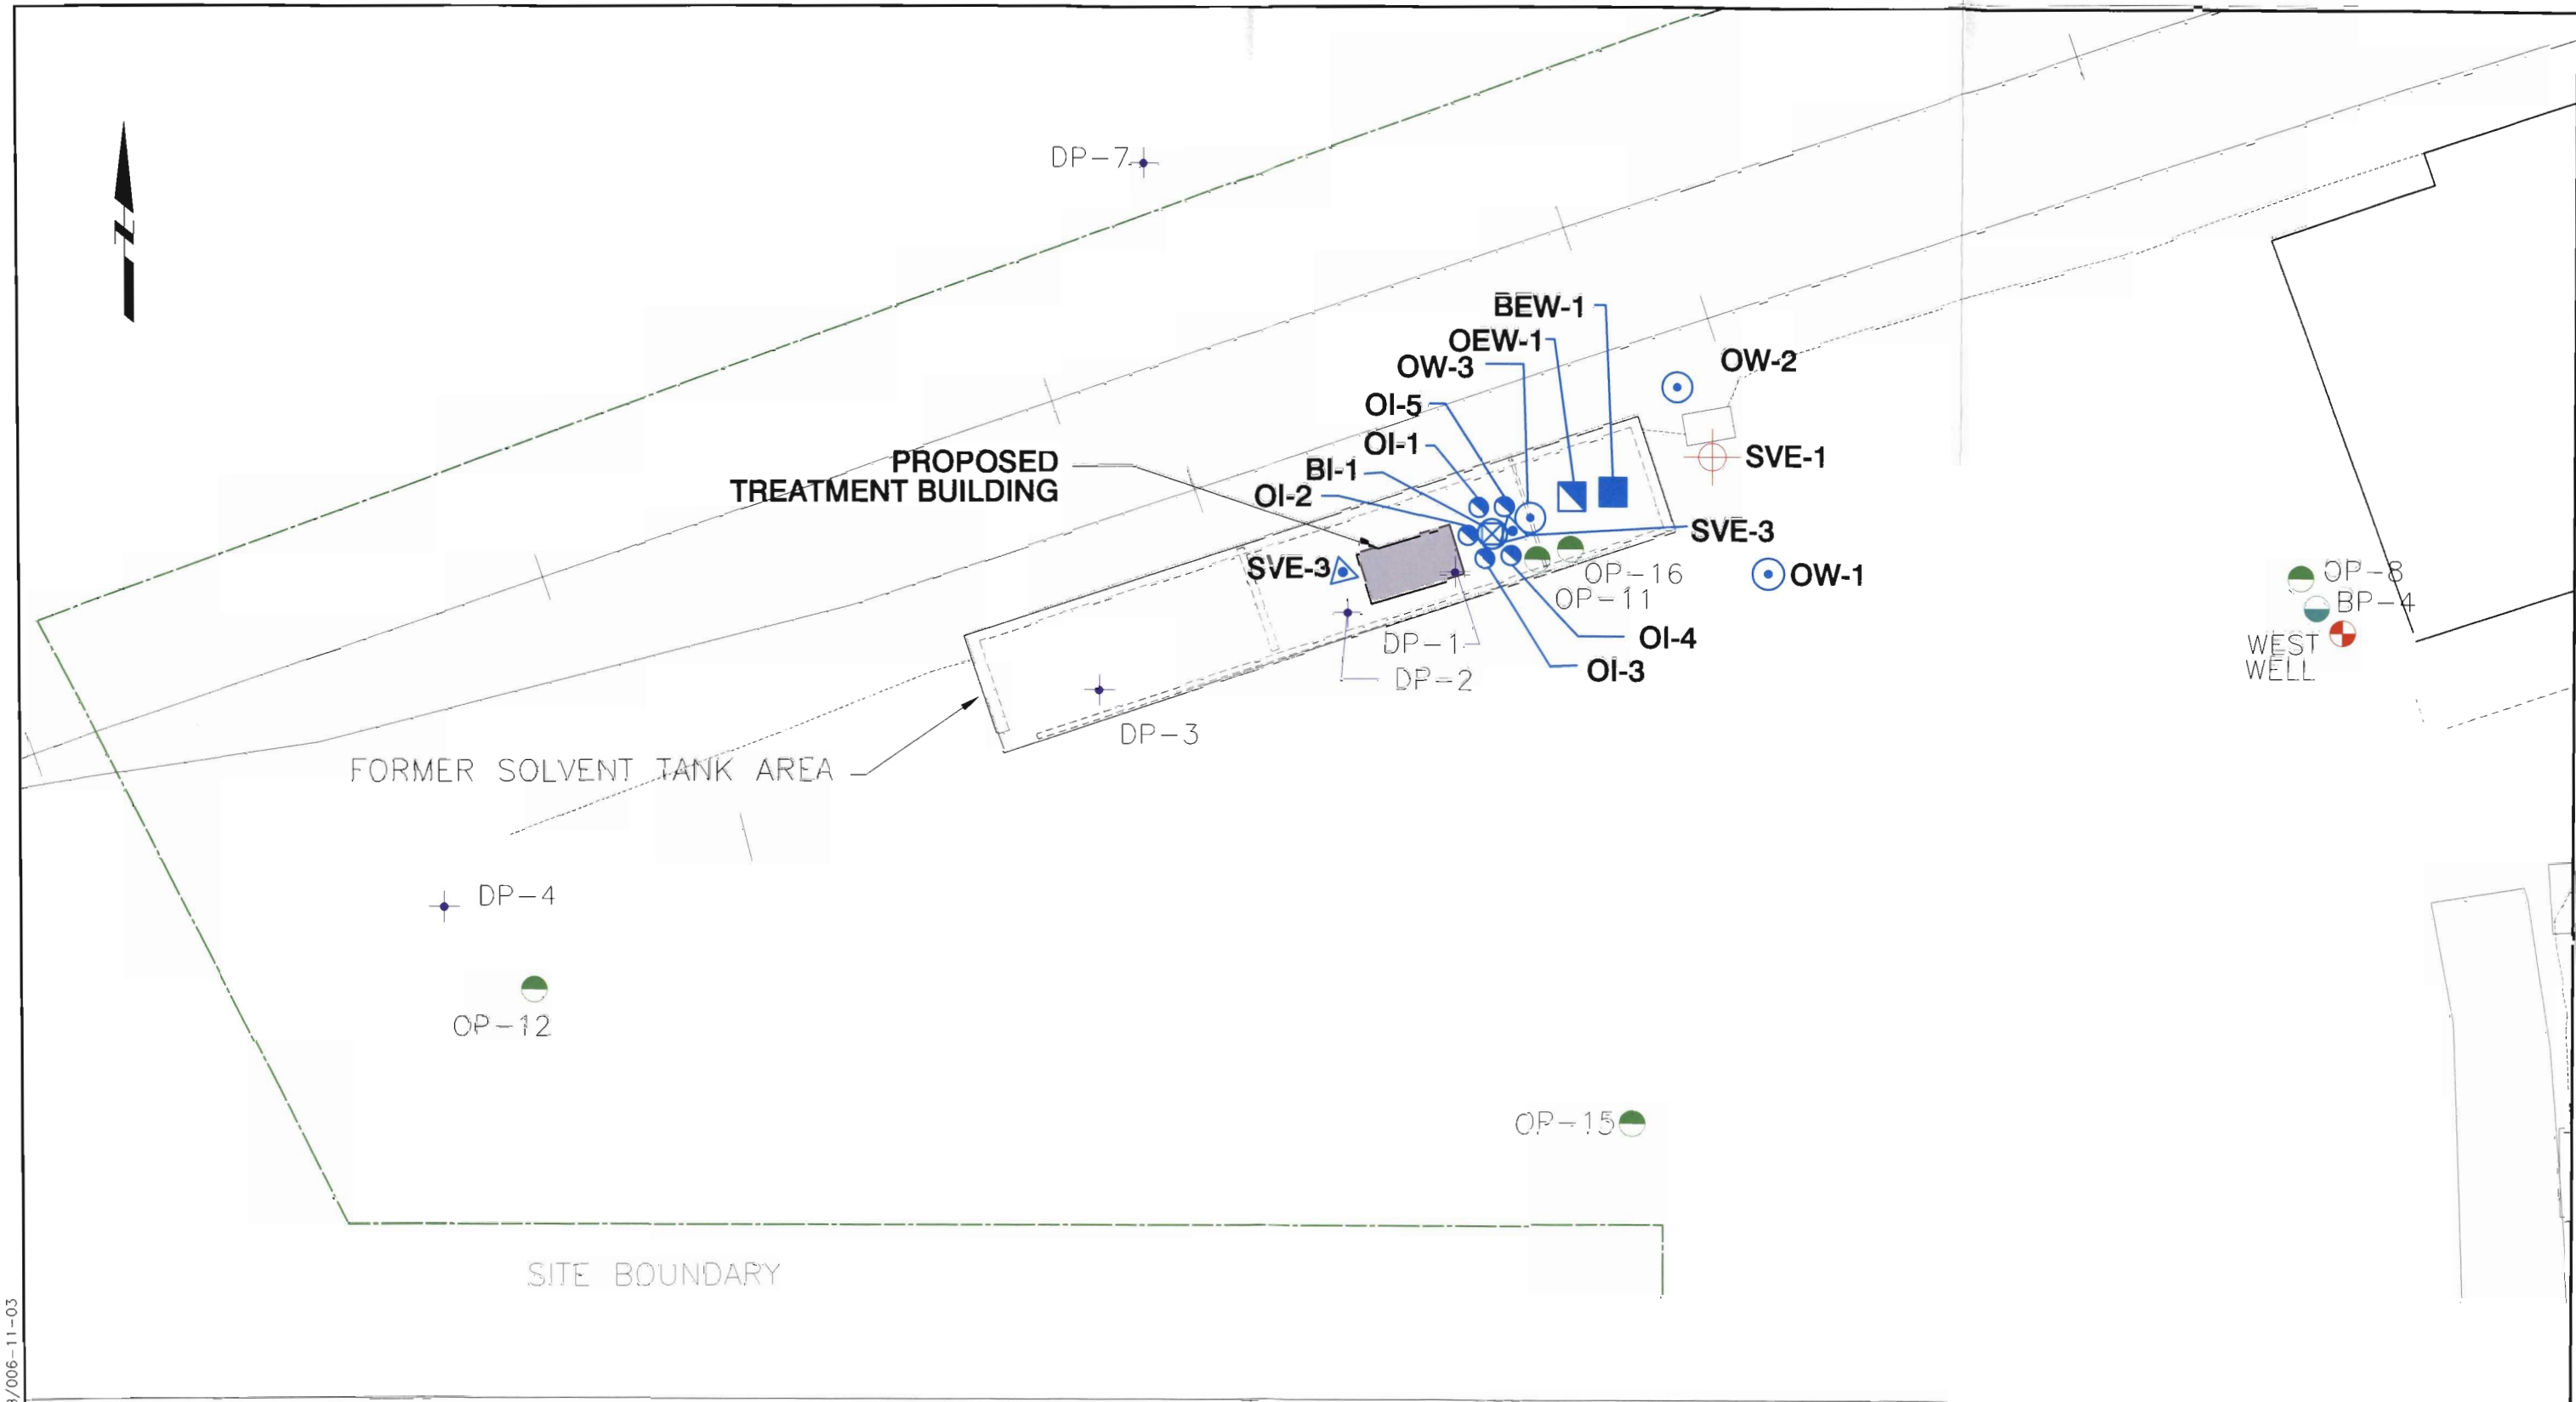 DP-7
N
BEW-1
OEW-1
OW-3
OW-2
OI-5
OI-1
PROPOSED
TREATMENT BUILDING
BI-1
SVE-1
OI-2
SVE-3
SVE-3
OP-16
OW-1
OP-8
OP-11
BP-4
DP-1
OI-4
WEST
WELL
DP-2
OI-3
DP-3
FORMER SOLVENT TANK AREA
DP-4
OP-12
OP-15
SITE BOUNDARY
/006-11-03